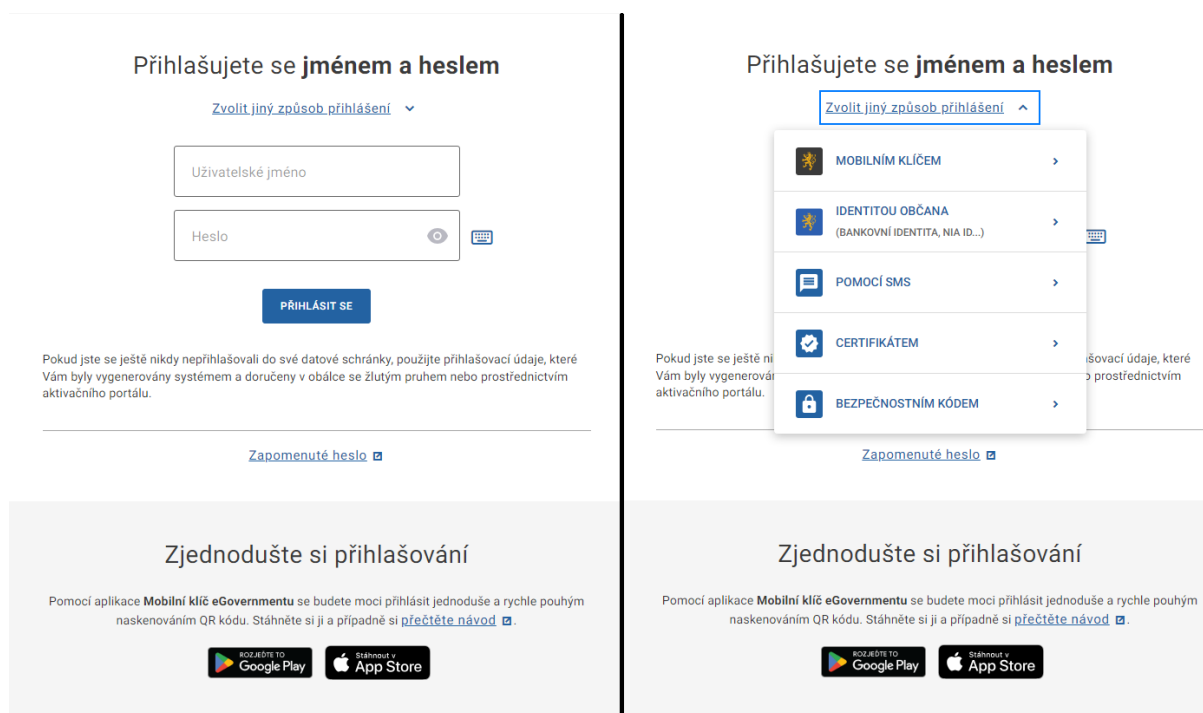 Přihlašujete se jménem a heslem
Zvolit jiný způsob přihlášení
Uživatelské jméno
Heslo
PŘIHLÁSIT SE
Pokud jste se ještě nikdy nepřihlašovali do své datové schránky, použijte přihlašovací údaje, které
Vám byly vygenerovány systémem a doručeny v obálce se žlutým pruhem nebo prostřednictvím
aktivačního portálu.
Zapomenuté heslo
Zjednodušte si přihlašování
Pomocí aplikace Mobilní klíč eGovernmentu se budete moci přihlásit jednoduše a rychle pouhým
naskenováním QR kódu. Stáhněte si ji a případně si přečtěte návod.
ROZJEĎTE TO
Google Play
Stáhnout v
App Store
Přihlašujete se jménem a heslem
Zvolit jiný způsob přihlášení
MOBILNÍM KLÍČEM
IDENTITOU OBČANA
(BANKOVNÍ IDENTITA, NIA ID...)
POMOCÍ SMS
CERTIFIKÁTEM
BEZPEČNOSTNÍM KÓDEM
Pokud jste se ještě ni šovací údaje, které
Vám byly vygenerován o prostřednictvím
aktivačního portálu.
Zapomenuté heslo
Zjednodušte si přihlašování
Pomocí aplikace Mobilní klíč eGovernmentu se budete moci přihlásit jednoduše a rychle pouhým
naskenováním QR kódu. Stáhněte si ji a případně si přečtěte návod.
ROZJEĎTE TO
Google Play
Stáhnout v
App Store